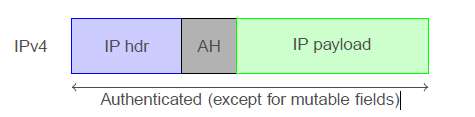 IPv4 IP hdr AH IP payload
Authenticated (except for mutable fields)